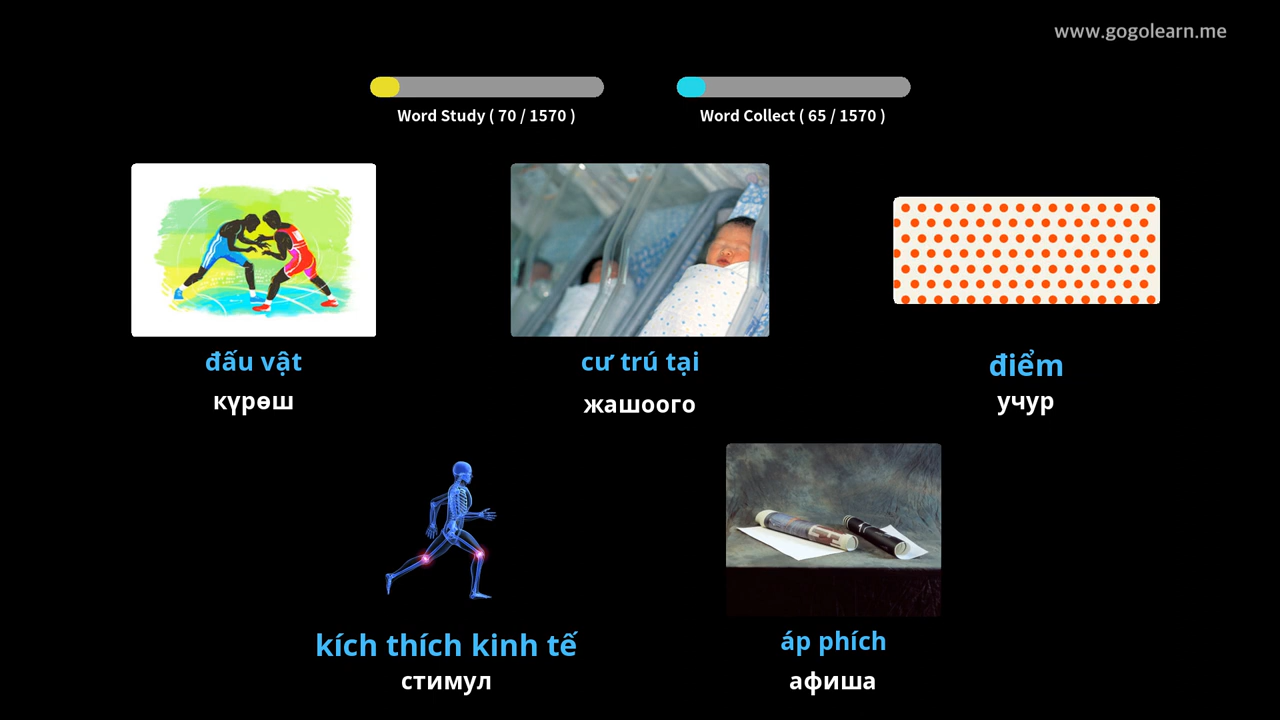 www.gogolearn.me
Word Study ( 70 / 1570 )
Word Collect ( 65 / 1570 )
đấu vật
күрөш
cư trú tại
жашоого
điểm
учур
kích thích kinh tế
стимул
áp phích
афиша